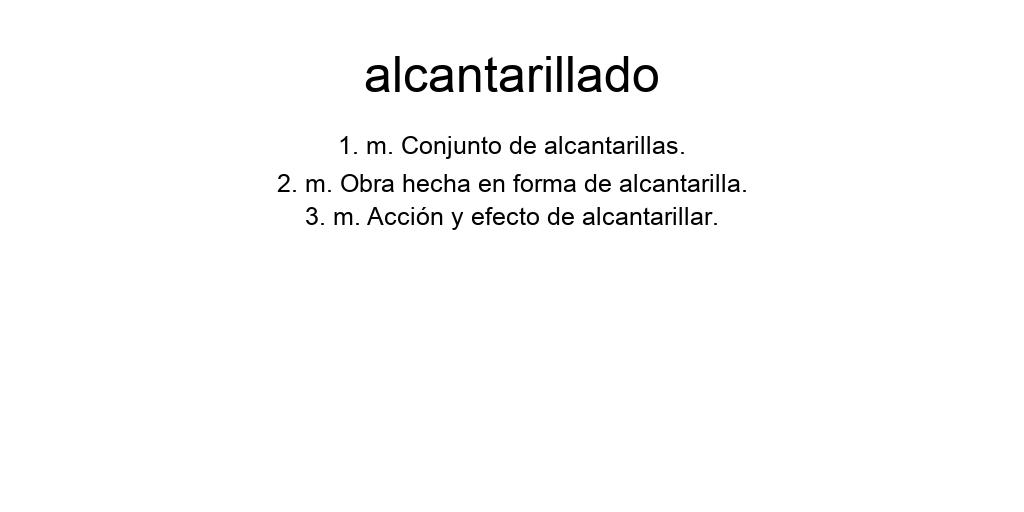 alcantarillado
1. m. Conjunto de alcantarillas.
2. m. Obra hecha en forma de alcantarilla.
3. m. Acción y efecto de alcantarillar.